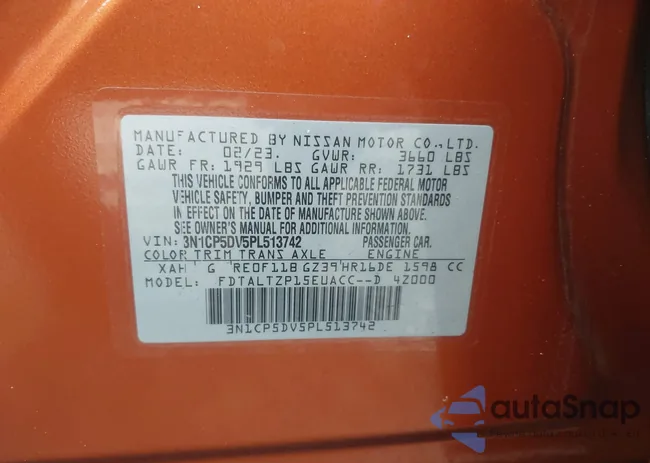 MANUFACTURED BY NISSAN MOTOR CO.,LTD.
DATE: 02/23. GVWR: 3660 LBS
GAWR FR: 1929 LBS GAWR RR: 1731 LBS
THIS VEHICLE CONFORMS TO ALL APPLICABLE FEDERAL MOTOR
VEHICLE SAFETY, BUMPER AND THEFT PREVENTION STANDARDS
IN EFFECT ON THE DATE OF MANUFACTURE SHOWN ABOVE.
SEE OWNER'S MANUAL FOR ADDITIONAL INFORMATION.
VIN: 3N1CP5DV5PL513742 PASSENGER CAR.
COLOR TRIM TRANS AXLE ENGINE
XAH G RE0F11B GZ39 HR16DE 1598 CC
MODEL: FDTALTZP15EUACC--D 4Z000
3N1CP5DV5PL513742
autaSnap